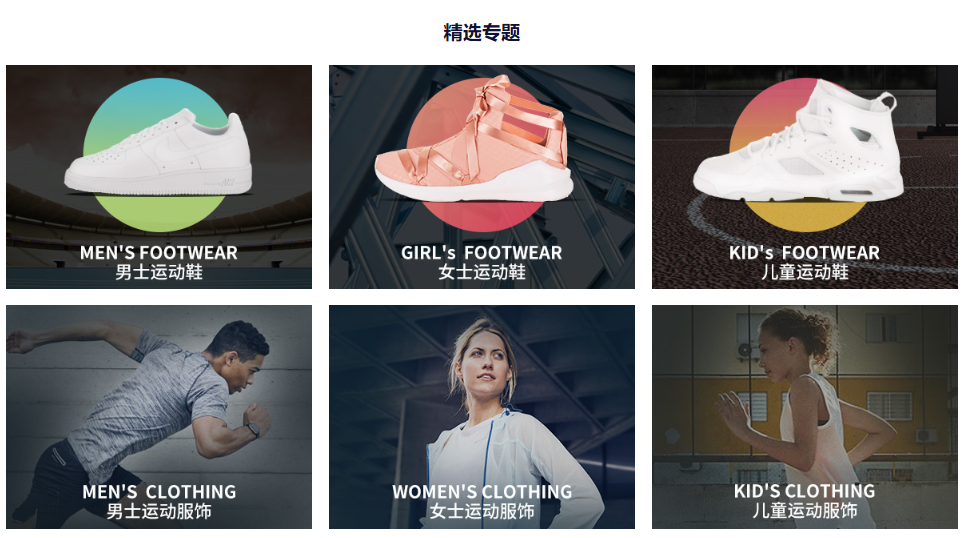 精选专题
MEN'S FOOTWEAR
男士运动鞋
GIRL's FOOTWEAR
女士运动鞋
KID's FOOTWEAR
儿童运动鞋
MEN'S CLOTHING
男士运动服饰
WOMEN'S CLOTHING
女士运动服饰
KID'S CLOTHING
儿童运动服饰